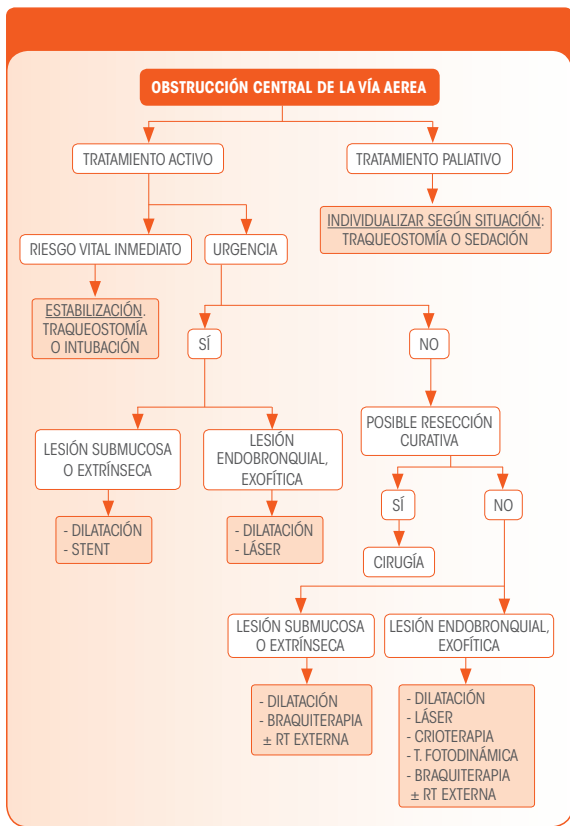 OBSTRUCCIÓN CENTRAL DE LA VÍA AEREA
TRATAMIENTO ACTIVO
TRATAMIENTO PALIATIVO
INDIVIDUALIZAR SEGÚN SITUACIÓN:
TRAQUEOSTOMÍA O SEDACIÓN
RIESGO VITAL INMEDIATO
URGENCIA
ESTABILIZACIÓN.
TRAQUEOSTOMÍA
O INTUBACIÓN
SÍ
NO
LESIÓN SUBMUCOSA
O EXTRÍNSECA
LESIÓN
ENDOBRONQUIAL,
EXOFÍTICA
POSIBLE RESECCIÓN
CURATIVA
- DILATACIÓN
- STENT
- DILATACIÓN
- LÁSER
SÍ
NO
CIRUGÍA
LESIÓN SUBMUCOSA
O EXTRÍNSECA
LESIÓN ENDOBRONQUIAL,
EXOFÍTICA
- DILATACIÓN
- BRAQUITERAPIA
± RT EXTERNA
- DILATACIÓN
- LÁSER
- CRIOTERAPIA
- T. FOTODINÁMICA
- BRAQUITERAPIA
± RT EXTERNA